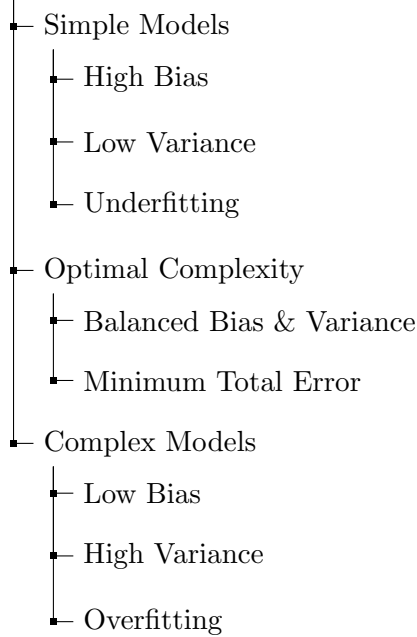 Simple Models
High Bias
Low Variance
Underfitting
Optimal Complexity
Balanced Bias & Variance
Minimum Total Error
Complex Models
Low Bias
High Variance
Overfitting